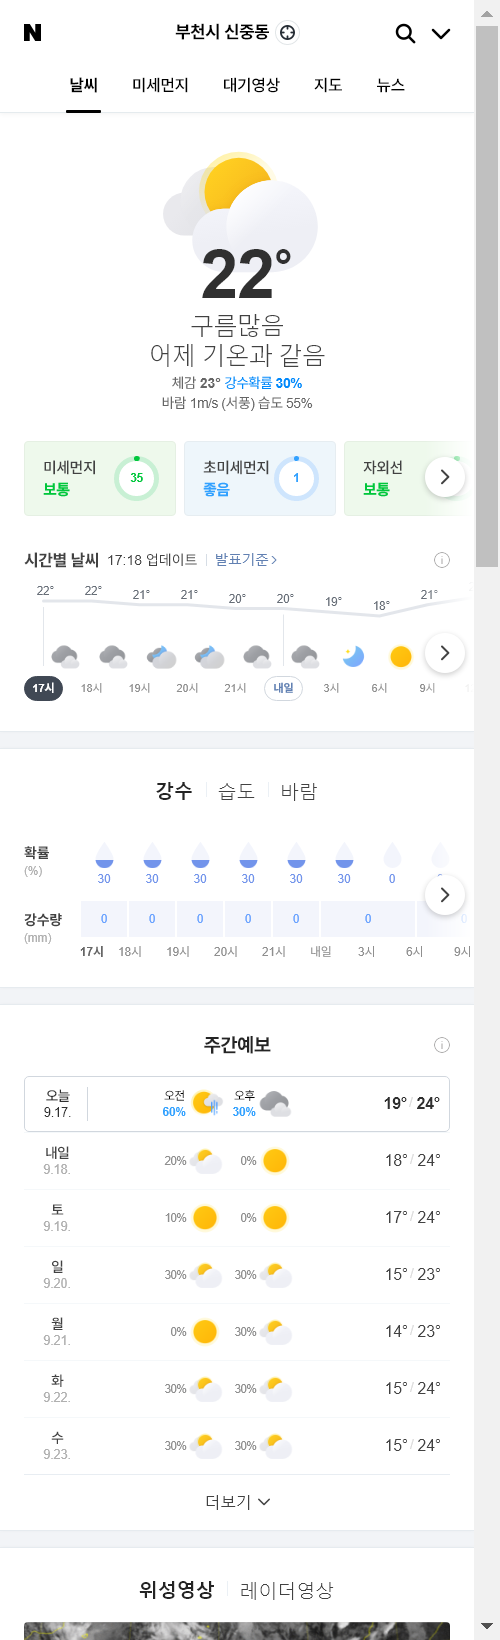 N
부천시 신중동
날씨 미세먼지 대기영상 지도 뉴스
22°
구름많음
어제 기온과 같음
체감 23° 강수확률 30%
바람 1m/s (서풍) 습도 55%
미세먼지 보통 35
초미세먼지 좋음 1
자외선 보통
시간별 날씨 17:18 업데이트 발표기준
22° 22° 21° 21° 20° 20° 19° 18° 21°
17시 18시 19시 20시 21시 내일 3시 6시 9시
강수 습도 바람
확률
(%)
30 30 30 30 30 30 0
강수량
(mm)
0 0 0 0 0 0 0
17시 18시 19시 20시 21시 내일 3시 6시 9시
주간예보
오늘 9.17. 오전 60% 오후 30% 19° / 24°
내일 9.18. 20% 0% 18° / 24°
토 9.19. 10% 0% 17° / 24°
일 9.20. 30% 30% 15° / 23°
월 9.21. 0% 30% 14° / 23°
화 9.22. 30% 30% 15° / 24°
수 9.23. 30% 30% 15° / 24°
더보기
위성영상 레이더영상